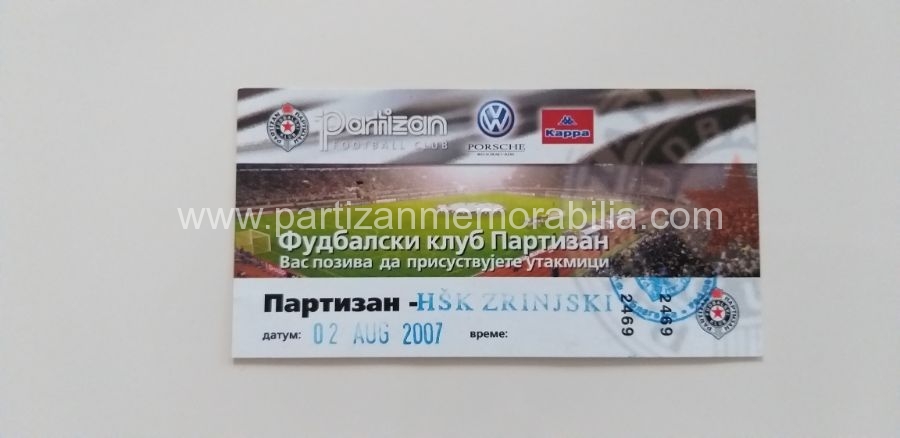 Partizan
FOOTBALL CLUB
PORSCHE
Kappa
PARTIZAN
www.partizanmemorabilia.com
Фудбалски клуб Партизан
Вас позива да присуствујете утакмици
Партизан - HŠK ZRINJSKI
2469
2469
датум: 02 AUG 2007 време: